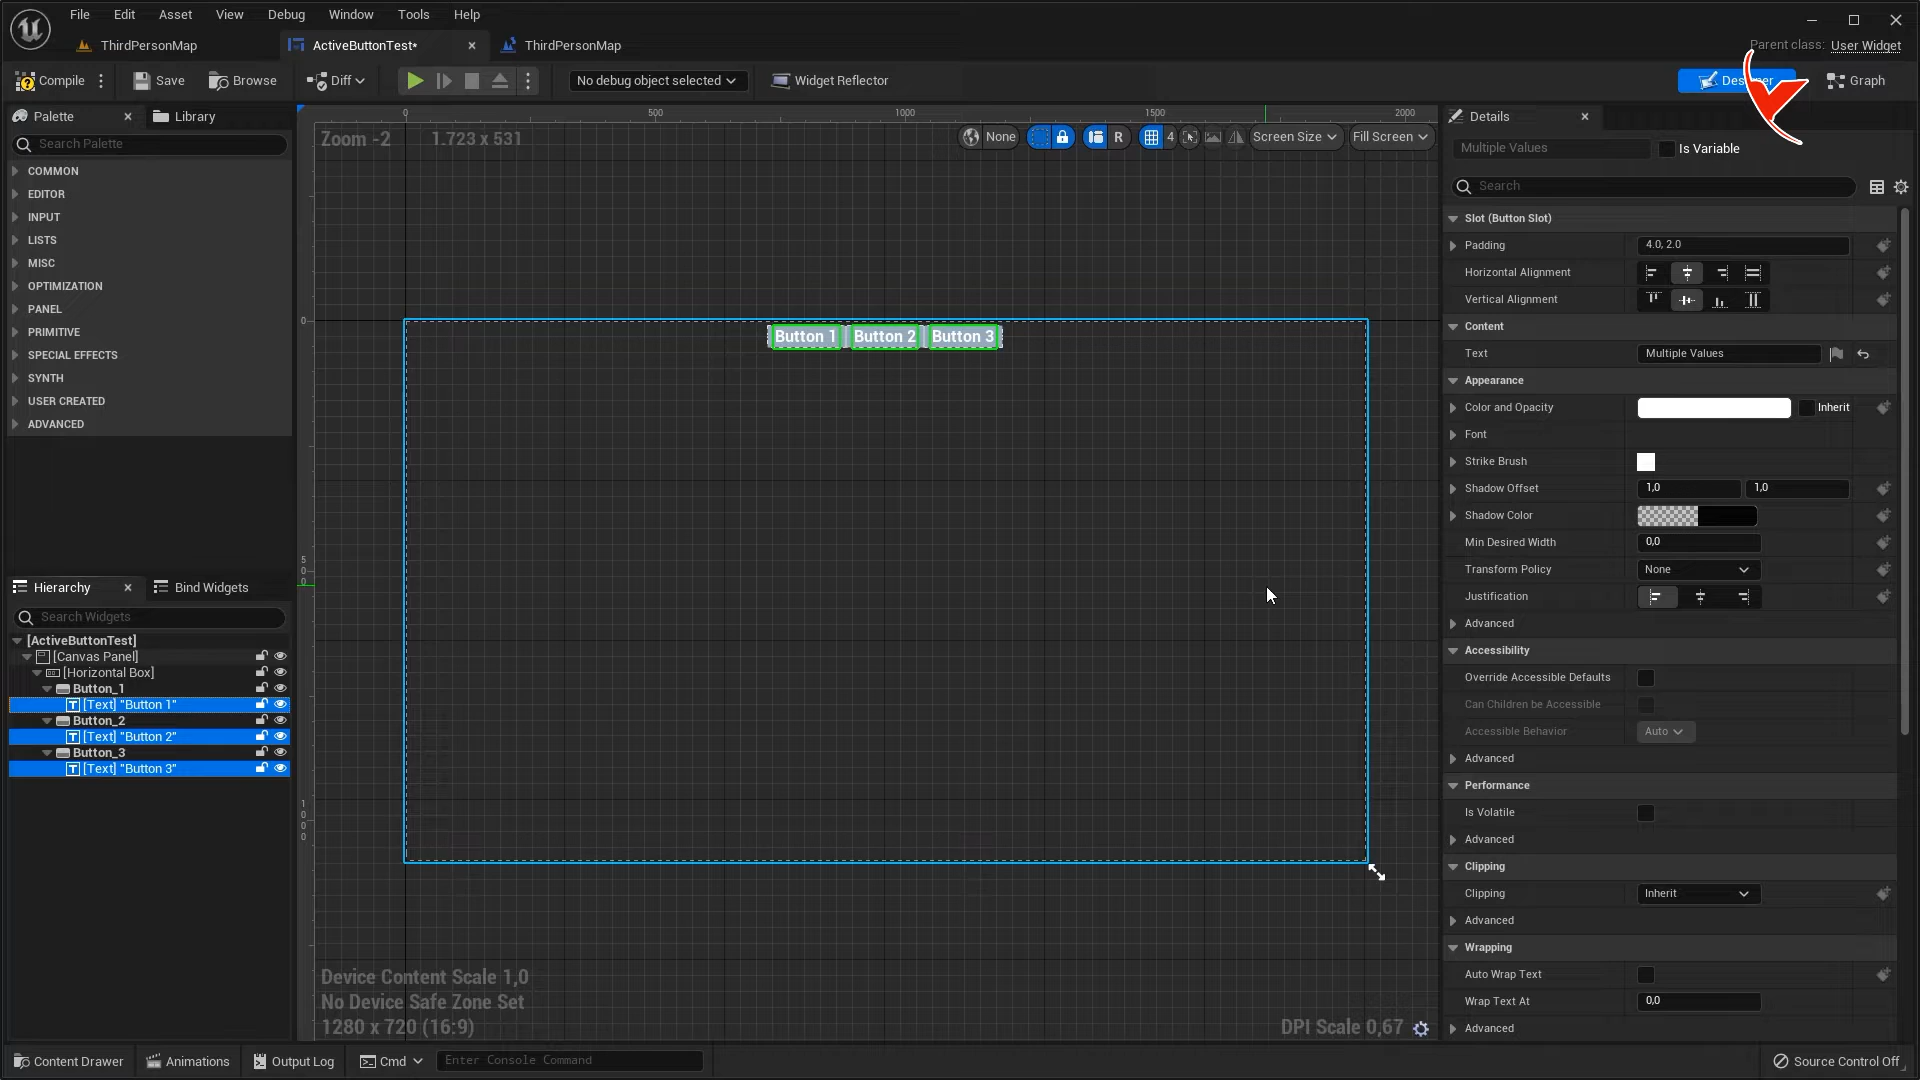 File Edit Asset View Debug Window Tools Help
ThirdPersonMap
ActiveButtonTest*
ThirdPersonMap
Parent class: User Widget
Compile
Save
Browse
Diff
No debug object selected
Widget Reflector
Graph
Palette
Library
Search Palette
COMMON
EDITOR
INPUT
LISTS
MISC
OPTIMIZATION
PANEL
PRIMITIVE
SPECIAL EFFECTS
SYNTH
USER CREATED
ADVANCED
Hierarchy
Bind Widgets
Search Widgets
[ActiveButtonTest]
[Canvas Panel]
[Horizontal Box]
Button_1
[Text] "Button 1"
Button_2
[Text] "Button 2"
Button_3
[Text] "Button 3"
0 500 1000 1500 2000
Zoom -2 1.723 x 531
None
R
4
Screen Size
Fill Screen
0
500
1000
Button 1 Button 2 Button 3
Device Content Scale 1,0
No Device Safe Zone Set
1280 x 720 (16:9)
DPI Scale 0,67
Details
Multiple Values
Is Variable
Search
Slot (Button Slot)
Padding 4.0, 2.0
Horizontal Alignment
Vertical Alignment
Content
Text Multiple Values
Appearance
Color and Opacity Inherit
Font
Strike Brush
Shadow Offset 1,0 1,0
Shadow Color
Min Desired Width 0,0
Transform Policy None
Justification
Advanced
Accessibility
Override Accessible Defaults
Can Children be Accessible
Accessible Behavior Auto
Advanced
Performance
Is Volatile
Advanced
Clipping
Clipping Inherit
Advanced
Wrapping
Auto Wrap Text
Wrap Text At 0,0
Advanced
Content Drawer
Animations
Output Log
Cmd
Enter Console Command
Source Control Off